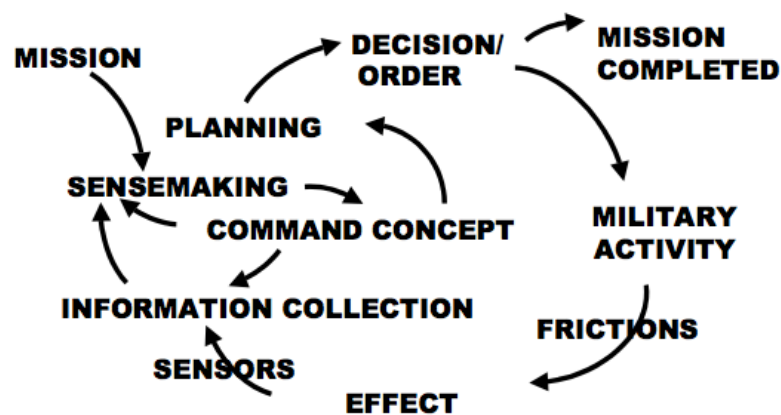 MISSION
DECISION/
ORDER
MISSION
COMPLETED
PLANNING
SENSEMAKING
COMMAND CONCEPT
MILITARY
ACTIVITY
INFORMATION COLLECTION
FRICTIONS
SENSORS
EFFECT